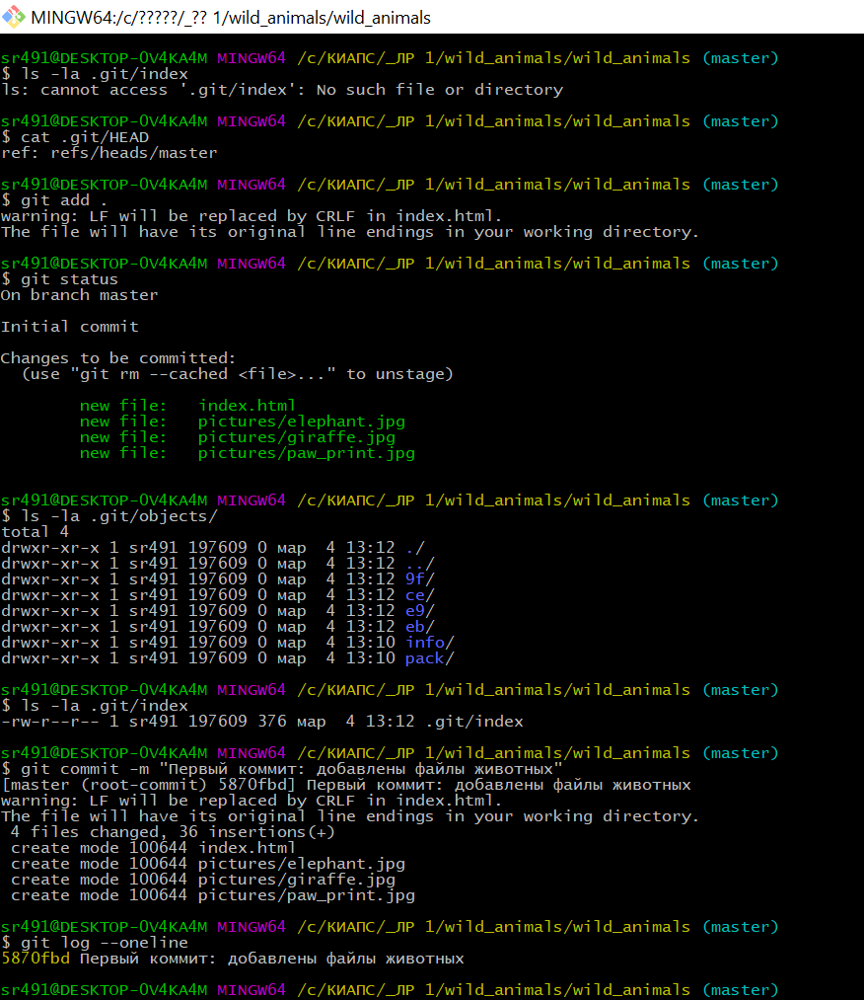 MINGW64:/c/?????/_?? 1/wild_animals/wild_animals
sr491@DESKTOP-0V4KA4M MINGW64 /c/КИАПС/_ЛР 1/wild_animals/wild_animals (master)
$ ls -la .git/index
ls: cannot access '.git/index': No such file or directory
sr491@DESKTOP-0V4KA4M MINGW64 /c/КИАПС/_ЛР 1/wild_animals/wild_animals (master)
$ cat .git/HEAD
ref: refs/heads/master
sr491@DESKTOP-0V4KA4M MINGW64 /c/КИАПС/_ЛР 1/wild_animals/wild_animals (master)
$ git add .
warning: LF will be replaced by CRLF in index.html.
The file will have its original line endings in your working directory.
sr491@DESKTOP-0V4KA4M MINGW64 /c/КИАПС/_ЛР 1/wild_animals/wild_animals (master)
$ git status
On branch master
Initial commit
Changes to be committed:
  (use "git rm --cached <file>..." to unstage)
        new file:   index.html
        new file:   pictures/elephant.jpg
        new file:   pictures/giraffe.jpg
        new file:   pictures/paw_print.jpg
sr491@DESKTOP-0V4KA4M MINGW64 /c/КИАПС/_ЛР 1/wild_animals/wild_animals (master)
$ ls -la .git/objects/
total 4
drwxr-xr-x 1 sr491 197609 0 мар  4 13:12 ./
drwxr-xr-x 1 sr491 197609 0 мар  4 13:12 ../
drwxr-xr-x 1 sr491 197609 0 мар  4 13:12 9f/
drwxr-xr-x 1 sr491 197609 0 мар  4 13:12 ce/
drwxr-xr-x 1 sr491 197609 0 мар  4 13:12 e9/
drwxr-xr-x 1 sr491 197609 0 мар  4 13:12 eb/
drwxr-xr-x 1 sr491 197609 0 мар  4 13:10 info/
drwxr-xr-x 1 sr491 197609 0 мар  4 13:10 pack/
sr491@DESKTOP-0V4KA4M MINGW64 /c/КИАПС/_ЛР 1/wild_animals/wild_animals (master)
$ ls -la .git/index
-rw-r--r-- 1 sr491 197609 376 мар  4 13:12 .git/index
sr491@DESKTOP-0V4KA4M MINGW64 /c/КИАПС/_ЛР 1/wild_animals/wild_animals (master)
$ git commit -m "Первый коммит: добавлены файлы животных"
[master (root-commit) 5870fbd] Первый коммит: добавлены файлы животных
warning: LF will be replaced by CRLF in index.html.
The file will have its original line endings in your working directory.
 4 files changed, 36 insertions(+)
 create mode 100644 index.html
 create mode 100644 pictures/elephant.jpg
 create mode 100644 pictures/giraffe.jpg
 create mode 100644 pictures/paw_print.jpg
sr491@DESKTOP-0V4KA4M MINGW64 /c/КИАПС/_ЛР 1/wild_animals/wild_animals (master)
$ git log --oneline
5870fbd Первый коммит: добавлены файлы животных
sr491@DESKTOP-0V4KA4M MINGW64 /c/КИАПС/_ЛР 1/wild_animals/wild_animals (master)